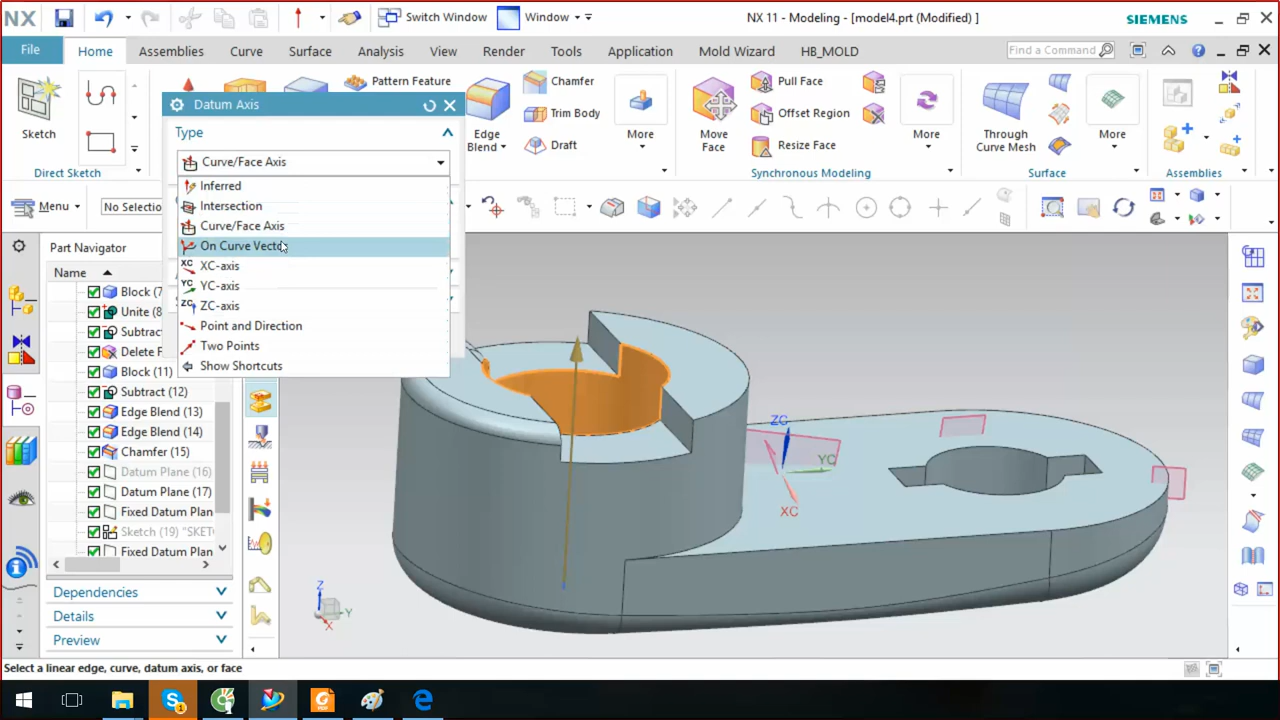 NX
Switch Window
Window
NX 11 - Modeling - [model4.prt (Modified) ]
SIEMENS
File
Home
Assemblies
Curve
Surface
Analysis
View
Render
Tools
Application
Mold Wizard
HB_MOLD
Find a Command
Sketch
Direct Sketch
Pattern Feature
Edge
Blend
Chamfer
Trim Body
Draft
More
Move
Face
Pull Face
Offset Region
Resize Face
More
Synchronous Modeling
Through
Curve Mesh
More
Surface
Assemblies
Menu
No Selectio
Datum Axis
Type
Curve/Face Axis
Inferred
Intersection
Curve/Face Axis
On Curve Vector
XC XC-axis
YC YC-axis
ZC ZC-axis
Point and Direction
Two Points
Show Shortcuts
Part Navigator
Name
Block (7
Unite (8
Subtrac
Delete F
Block (11)
Subtract (12)
Edge Blend (13)
Edge Blend (14)
Chamfer (15)
Datum Plane (16)
Datum Plane (17)
Fixed Datum Plan
Sketch (19) "SKET
Fixed Datum Plan
Dependencies
Details
Preview
ZC
YC
XC
Z
Y
X
Select a linear edge, curve, datum axis, or face